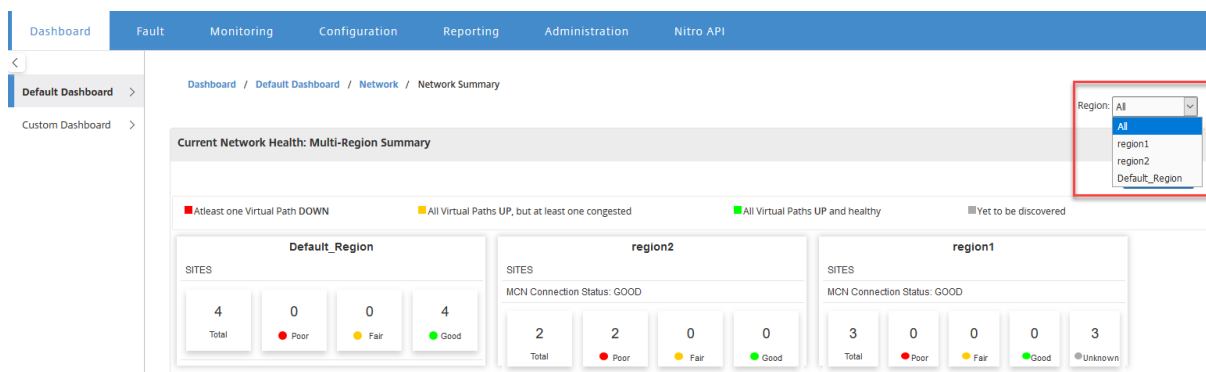 Dashboard Fault Monitoring Configuration Reporting Administration Nitro API
Default Dashboard
Custom Dashboard
Dashboard / Default Dashboard / Network / Network Summary
Region: All
All
region1
region2
Default_Region
Current Network Health: Multi-Region Summary
Atleast one Virtual Path DOWN All Virtual Paths UP, but at least one congested All Virtual Paths UP and healthy Yet to be discovered
Default_Region
SITES
4 0 0 4
Total Poor Fair Good
region2
SITES
MCN Connection Status: GOOD
2 2 0 0
Total Poor Fair Good
region1
SITES
MCN Connection Status: GOOD
3 0 0 0 3
Total Poor Fair Good Unknown